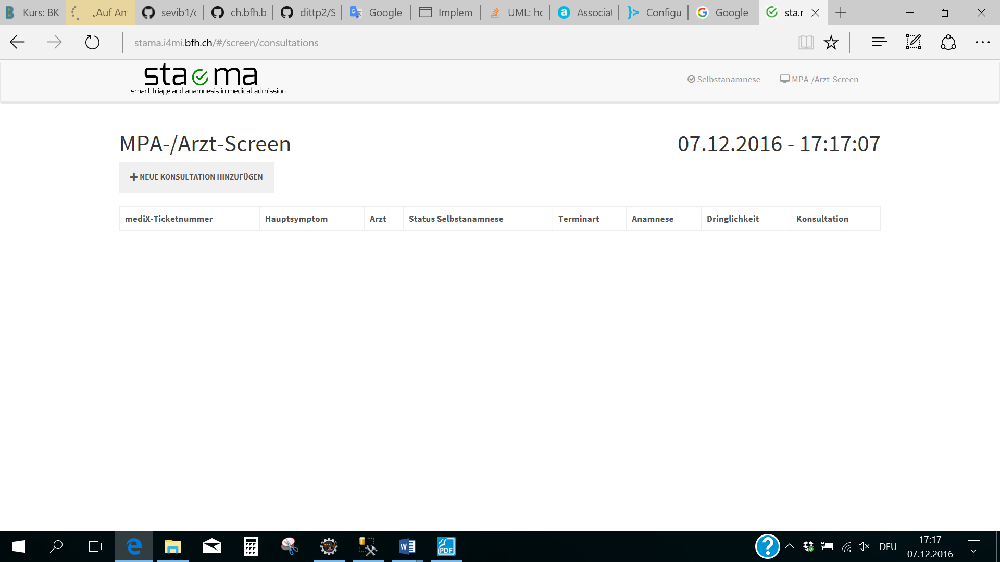 Kurs: BK
„Auf Ant
sevib1/c
ch.bfh.b
dittp2/S
Google
Implem
UML: ho
Associat
Configu
Google
sta.r
stama.i4mi.bfh.ch/#/screen/consultations
sta ma
smart triage and anamnesis in medical admission
Selbstanamnese
MPA-/Arzt-Screen
MPA-/Arzt-Screen
07.12.2016 - 17:17:07
NEUE KONSULTATION HINZUFÜGEN
mediX-Ticketnummer
Hauptsymptom
Arzt
Status Selbstanamnese
Terminart
Anamnese
Dringlichkeit
Konsultation
DEU
17:17
07.12.2016